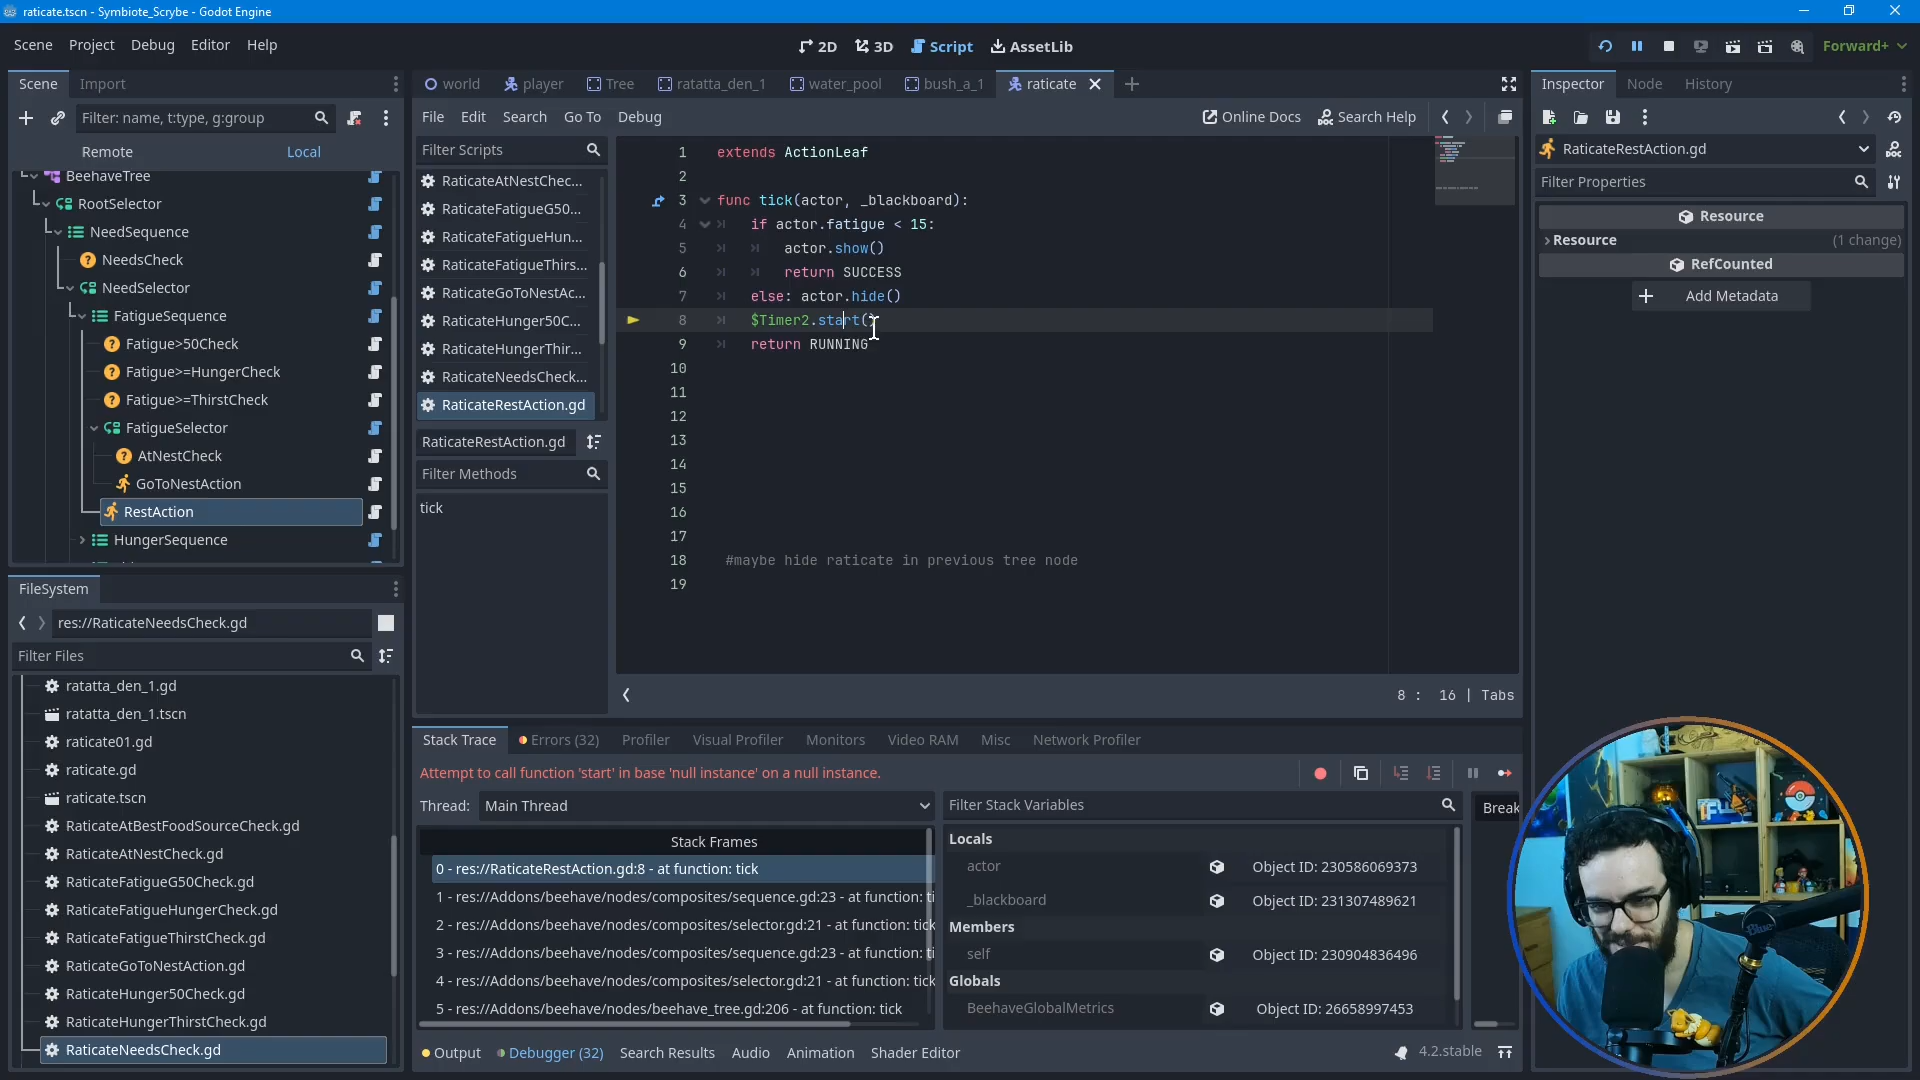 raticate.tscn - Symbiote_Scrybe - Godot Engine
Scene Project Debug Editor Help
2D 3D Script AssetLib
Forward+
Scene Import
world player Tree ratatta_den_1 water_pool bush_a_1 raticate
Inspector Node History
Filter: name, t:type, g:group
File Edit Search Go To Debug
Online Docs Search Help
Remote Local
Filter Scripts
RaticateRestAction.gd
Filter Properties
Resource
Resource (1 change)
RefCounted
Add Metadata
BeehaveTree
RootSelector
NeedSequence
NeedsCheck
NeedSelector
FatigueSequence
Fatigue>50Check
Fatigue>=HungerCheck
Fatigue>=ThirstCheck
FatigueSelector
AtNestCheck
GoToNestAction
RestAction
HungerSequence
RaticateAtNestChec...
RaticateFatigueG50...
RaticateFatigueHun...
RaticateFatigueThirs...
RaticateGoToNestAc...
RaticateHunger50C...
RaticateHungerThir...
RaticateNeedsCheck...
RaticateRestAction.gd
RaticateRestAction.gd
Filter Methods
tick
1 extends ActionLeaf
2
3 func tick(actor, _blackboard):
4 if actor.fatigue < 15:
5 actor.show()
6 return SUCCESS
7 else: actor.hide()
8 $Timer2.start()
9 return RUNNING
10
11
12
13
14
15
16
17
18 #maybe hide raticate in previous tree node
19
8 : 16 | Tabs
FileSystem
res://RaticateNeedsCheck.gd
Filter Files
ratatta_den_1.gd
ratatta_den_1.tscn
raticate01.gd
raticate.gd
raticate.tscn
RaticateAtBestFoodSourceCheck.gd
RaticateAtNestCheck.gd
RaticateFatigueG50Check.gd
RaticateFatigueHungerCheck.gd
RaticateFatigueThirstCheck.gd
RaticateGoToNestAction.gd
RaticateHunger50Check.gd
RaticateHungerThirstCheck.gd
RaticateNeedsCheck.gd
Stack Trace Errors (32) Profiler Visual Profiler Monitors Video RAM Misc Network Profiler
Attempt to call function 'start' in base 'null instance' on a null instance.
Thread: Main Thread
Filter Stack Variables
Break
Stack Frames
0 - res://RaticateRestAction.gd:8 - at function: tick
1 - res://Addons/beehave/nodes/composites/sequence.gd:23 - at function: ti
2 - res://Addons/beehave/nodes/composites/selector.gd:21 - at function: tick
3 - res://Addons/beehave/nodes/composites/sequence.gd:23 - at function: ti
4 - res://Addons/beehave/nodes/composites/selector.gd:21 - at function: tick
5 - res://Addons/beehave/nodes/beehave_tree.gd:206 - at function: tick
Locals
actor Object ID: 230586069373
_blackboard Object ID: 231307489621
Members
self Object ID: 230904836496
Globals
BeehaveGlobalMetrics Object ID: 26658997453
Output Debugger (32) Search Results Audio Animation Shader Editor
4.2.stable
Blue